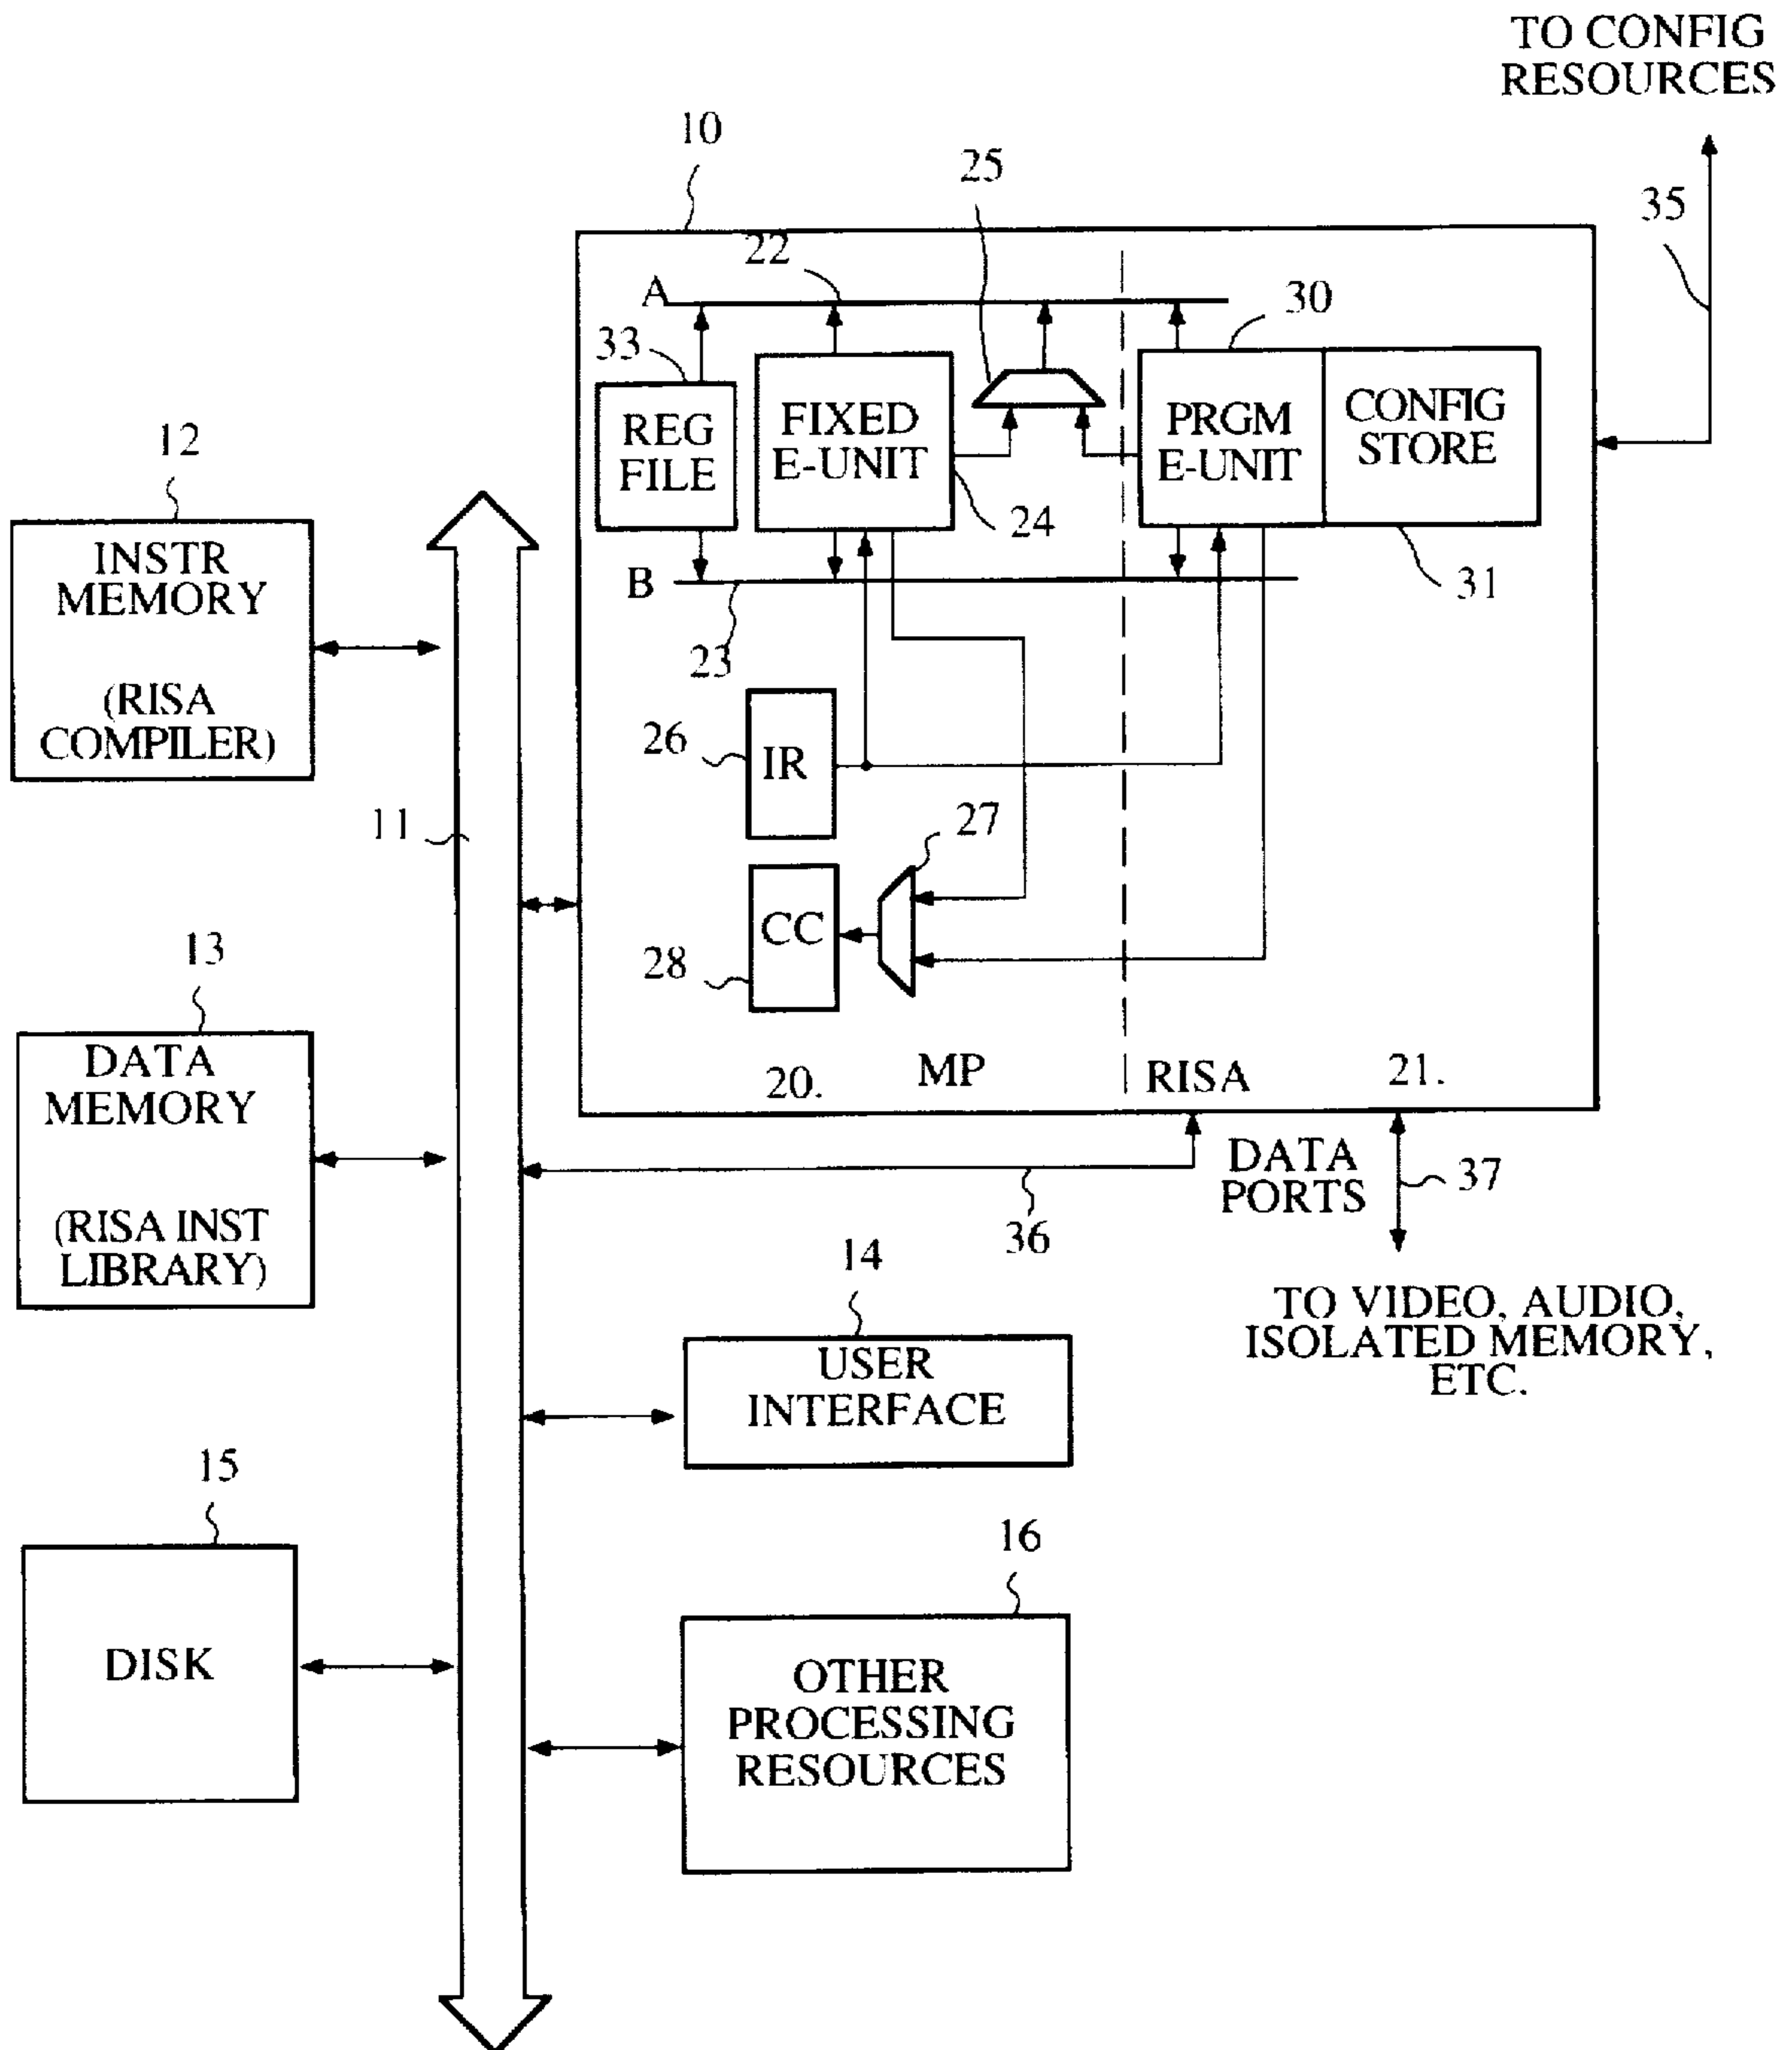 TO CONFIG
RESOURCES
10
25
35
22
A
30
33
REG
FILE
FIXED
E-UNIT
PRGM
E-UNIT
CONFIG
STORE
12
24
31
INSTR
MEMORY
(RISA
COMPILER)
B
23
26
IR
11
27
CC
28
13
DATA
MEMORY
(RISA INST
LIBRARY)
20.
MP
RISA
21.
DATA
PORTS
37
36
14
TO VIDEO, AUDIO,
ISOLATED MEMORY,
ETC.
USER
INTERFACE
15
DISK
16
OTHER
PROCESSING
RESOURCES